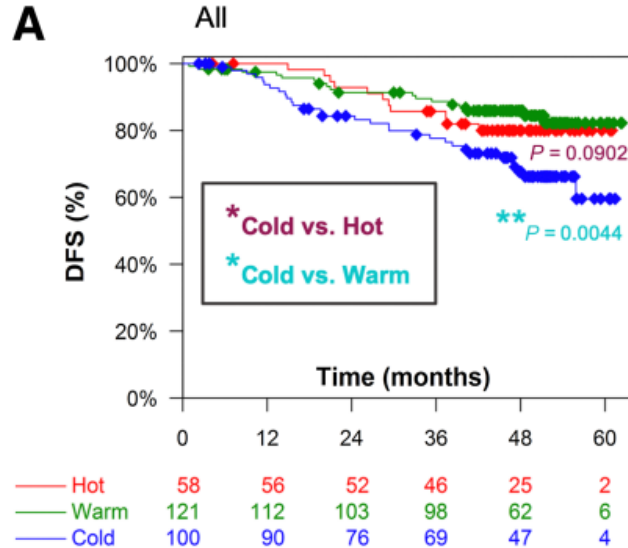 A
All
100%
80%
60%
40%
20%
0%
DFS (%)
P = 0.0902
*Cold vs. Hot
*Cold vs. Warm
**P = 0.0044
Time (months)
0 12 24 36 48 60
Hot 58 56 52 46 25 2
Warm 121 112 103 98 62 6
Cold 100 90 76 69 47 4